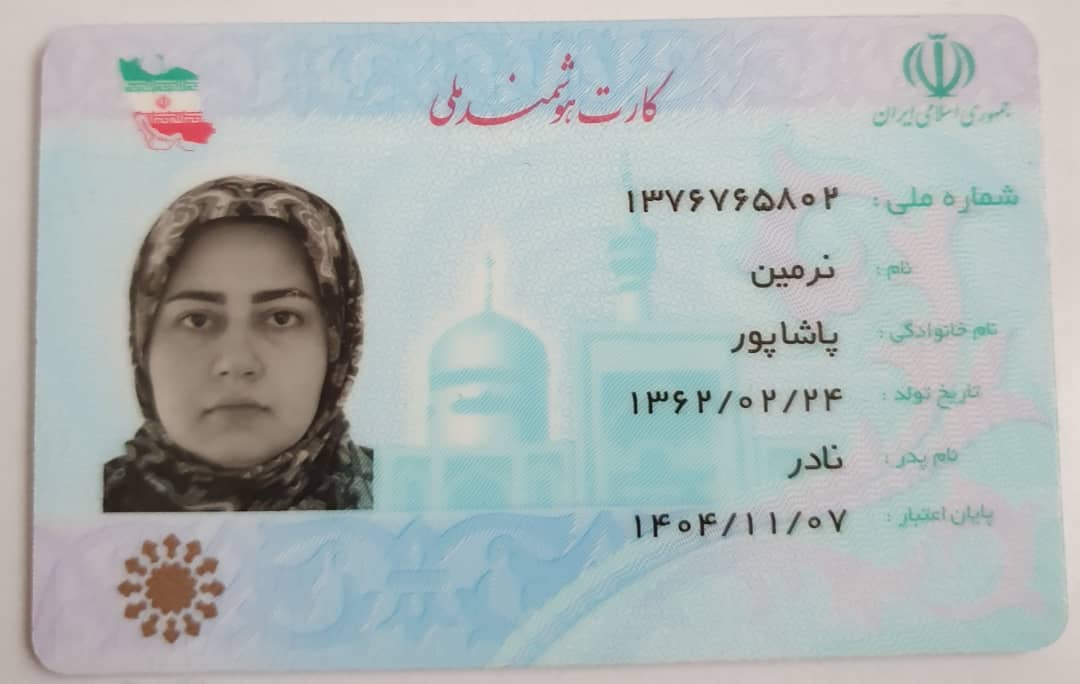 جمهوری اسلامی ایران
کارت هوشمند ملی
شماره ملی : ۱۳۷۶۷۶۵۸۰۲
نام : نرمین
نام خانوادگی : پاشاپور
تاریخ تولد : ۱۳۶۲/۰۲/۲۴
نام پدر : نادر
پایان اعتبار : ۱۴۰۴/۱۱/۰۷